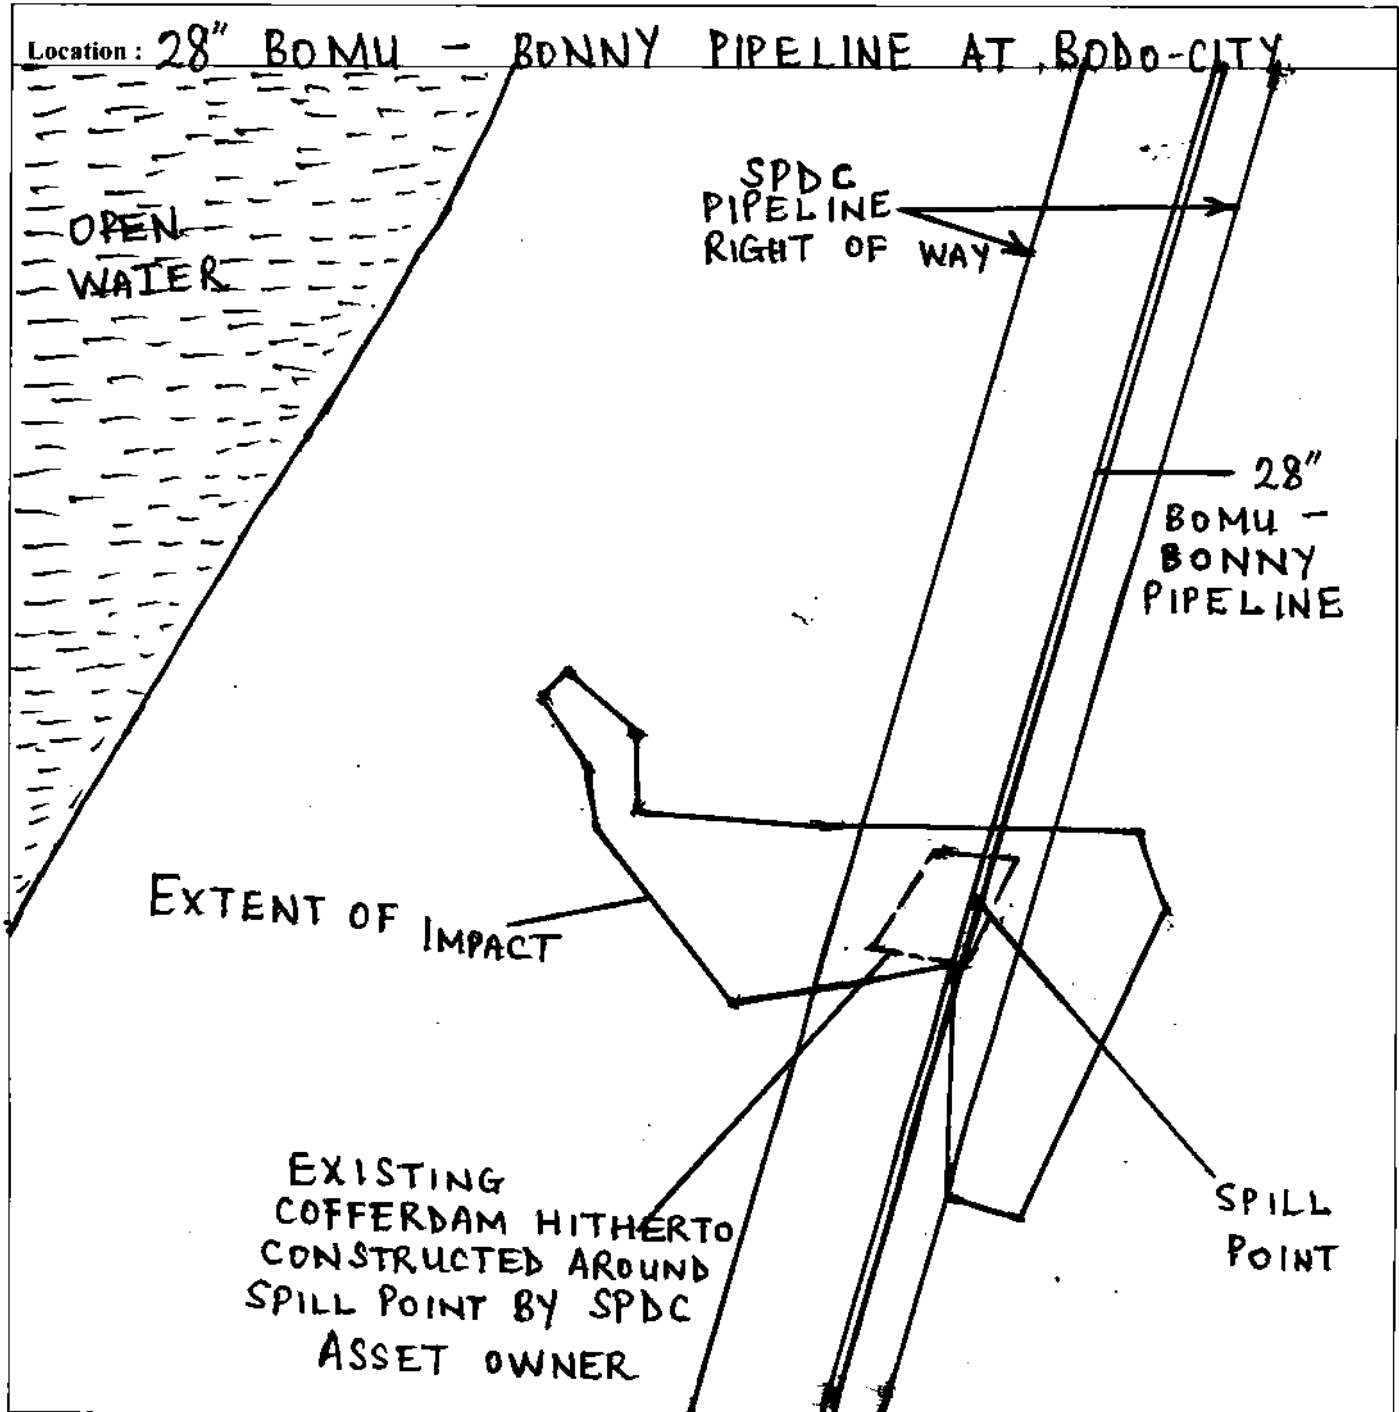 Location : 28" BOMU - BONNY PIPELINE AT BODO-CITY
OPEN
WATER
SPDC
PIPELINE
RIGHT OF WAY
28"
BOMU -
BONNY
PIPELINE
EXTENT OF IMPACT
EXISTING
COFFERDAM HITHERTO
CONSTRUCTED AROUND
SPILL POINT BY SPDC
ASSET OWNER
SPILL
POINT